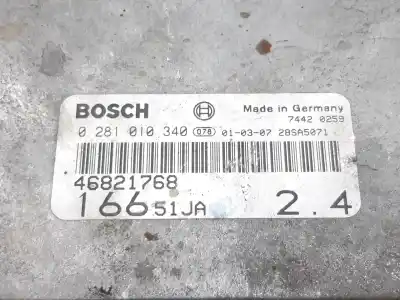 BOSCH Made in Germany
7442 0259
0 281 010 340 078 01-03-07 28SA5071
46821768
166 51JA 2.4